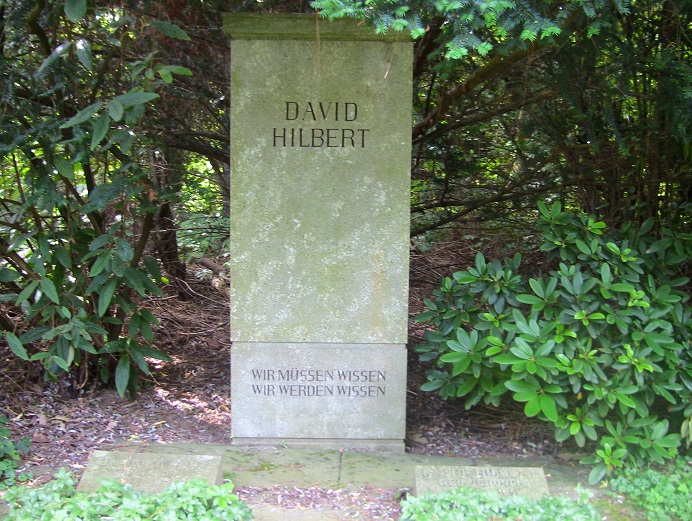 DAVID
HILBERT
WIR MÜSSEN WISSEN
WIR WERDEN WISSEN